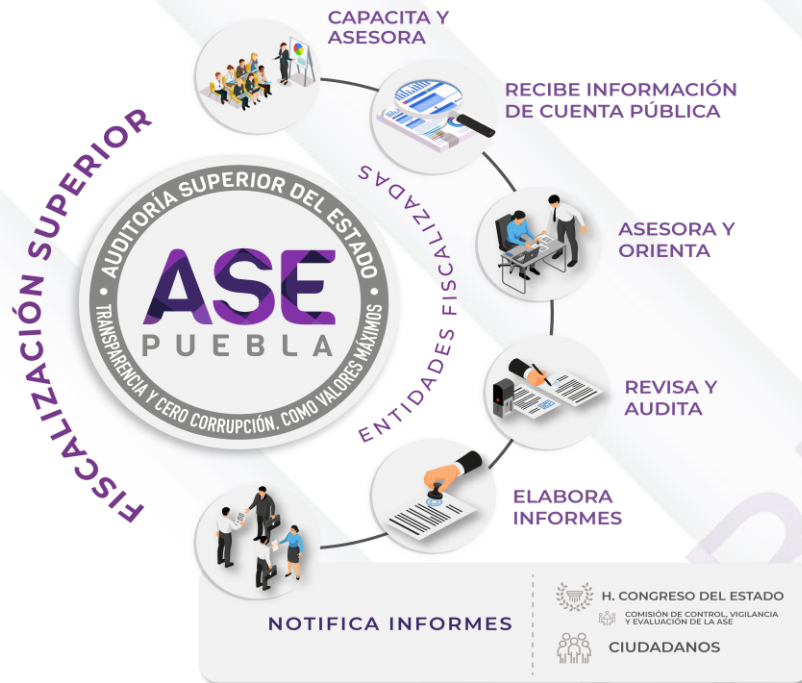 CAPACITA Y
ASESORA
RECIBE INFORMACIÓN
DE CUENTA PÚBLICA
FISCALIZACIÓN SUPERIOR
AUDITORÍA SUPERIOR DEL ESTADO
ASE
PUEBLA
• TRANSPARENCIA Y CERO CORRUPCIÓN, COMO VALORES MÁXIMOS •
ENTIDADES FISCALIZADAS
ASESORA Y
ORIENTA
REVISA Y
AUDITA
ELABORA
INFORMES
NOTIFICA INFORMES
H. CONGRESO DEL ESTADO
COMISIÓN DE CONTROL, VIGILANCIA
Y EVALUACIÓN DE LA ASE
CIUDADANOS